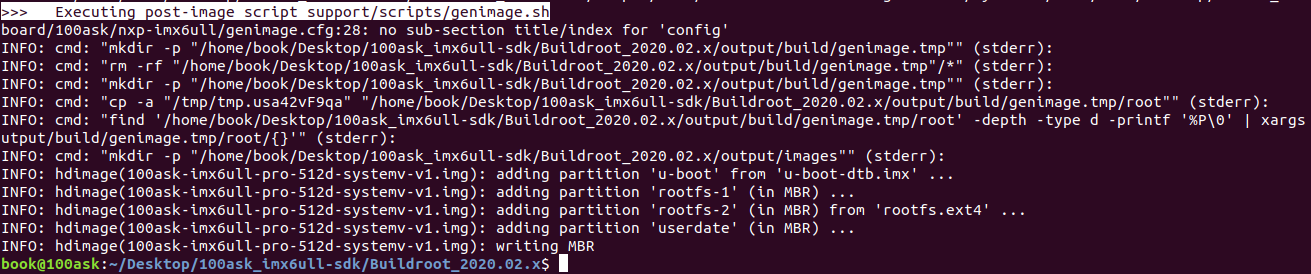 >>>   Executing post-image script support/scripts/genimage.sh
board/100ask/nxp-imx6ull/genimage.cfg:28: no sub-section title/index for 'config'
INFO: cmd: "mkdir -p "/home/book/Desktop/100ask_imx6ull-sdk/Buildroot_2020.02.x/output/build/genimage.tmp"" (stderr):
INFO: cmd: "rm -rf "/home/book/Desktop/100ask_imx6ull-sdk/Buildroot_2020.02.x/output/build/genimage.tmp"/*" (stderr):
INFO: cmd: "mkdir -p "/home/book/Desktop/100ask_imx6ull-sdk/Buildroot_2020.02.x/output/build/genimage.tmp"" (stderr):
INFO: cmd: "cp -a "/tmp/tmp.usa42vF9qa" "/home/book/Desktop/100ask_imx6ull-sdk/Buildroot_2020.02.x/output/build/genimage.tmp/root"" (stderr):
INFO: cmd: "find '/home/book/Desktop/100ask_imx6ull-sdk/Buildroot_2020.02.x/output/build/genimage.tmp/root' -depth -type d -printf '%P\0' | xargs
utput/build/genimage.tmp/root/{}'" (stderr):
INFO: cmd: "mkdir -p "/home/book/Desktop/100ask_imx6ull-sdk/Buildroot_2020.02.x/output/images"" (stderr):
INFO: hdimage(100ask-imx6ull-pro-512d-systemv-v1.img): adding partition 'u-boot' from 'u-boot-dtb.imx' ...
INFO: hdimage(100ask-imx6ull-pro-512d-systemv-v1.img): adding partition 'rootfs-1' (in MBR) ...
INFO: hdimage(100ask-imx6ull-pro-512d-systemv-v1.img): adding partition 'rootfs-2' (in MBR) from 'rootfs.ext4' ...
INFO: hdimage(100ask-imx6ull-pro-512d-systemv-v1.img): adding partition 'userdate' (in MBR) ...
INFO: hdimage(100ask-imx6ull-pro-512d-systemv-v1.img): writing MBR
book@100ask:~/Desktop/100ask_imx6ull-sdk/Buildroot_2020.02.x$